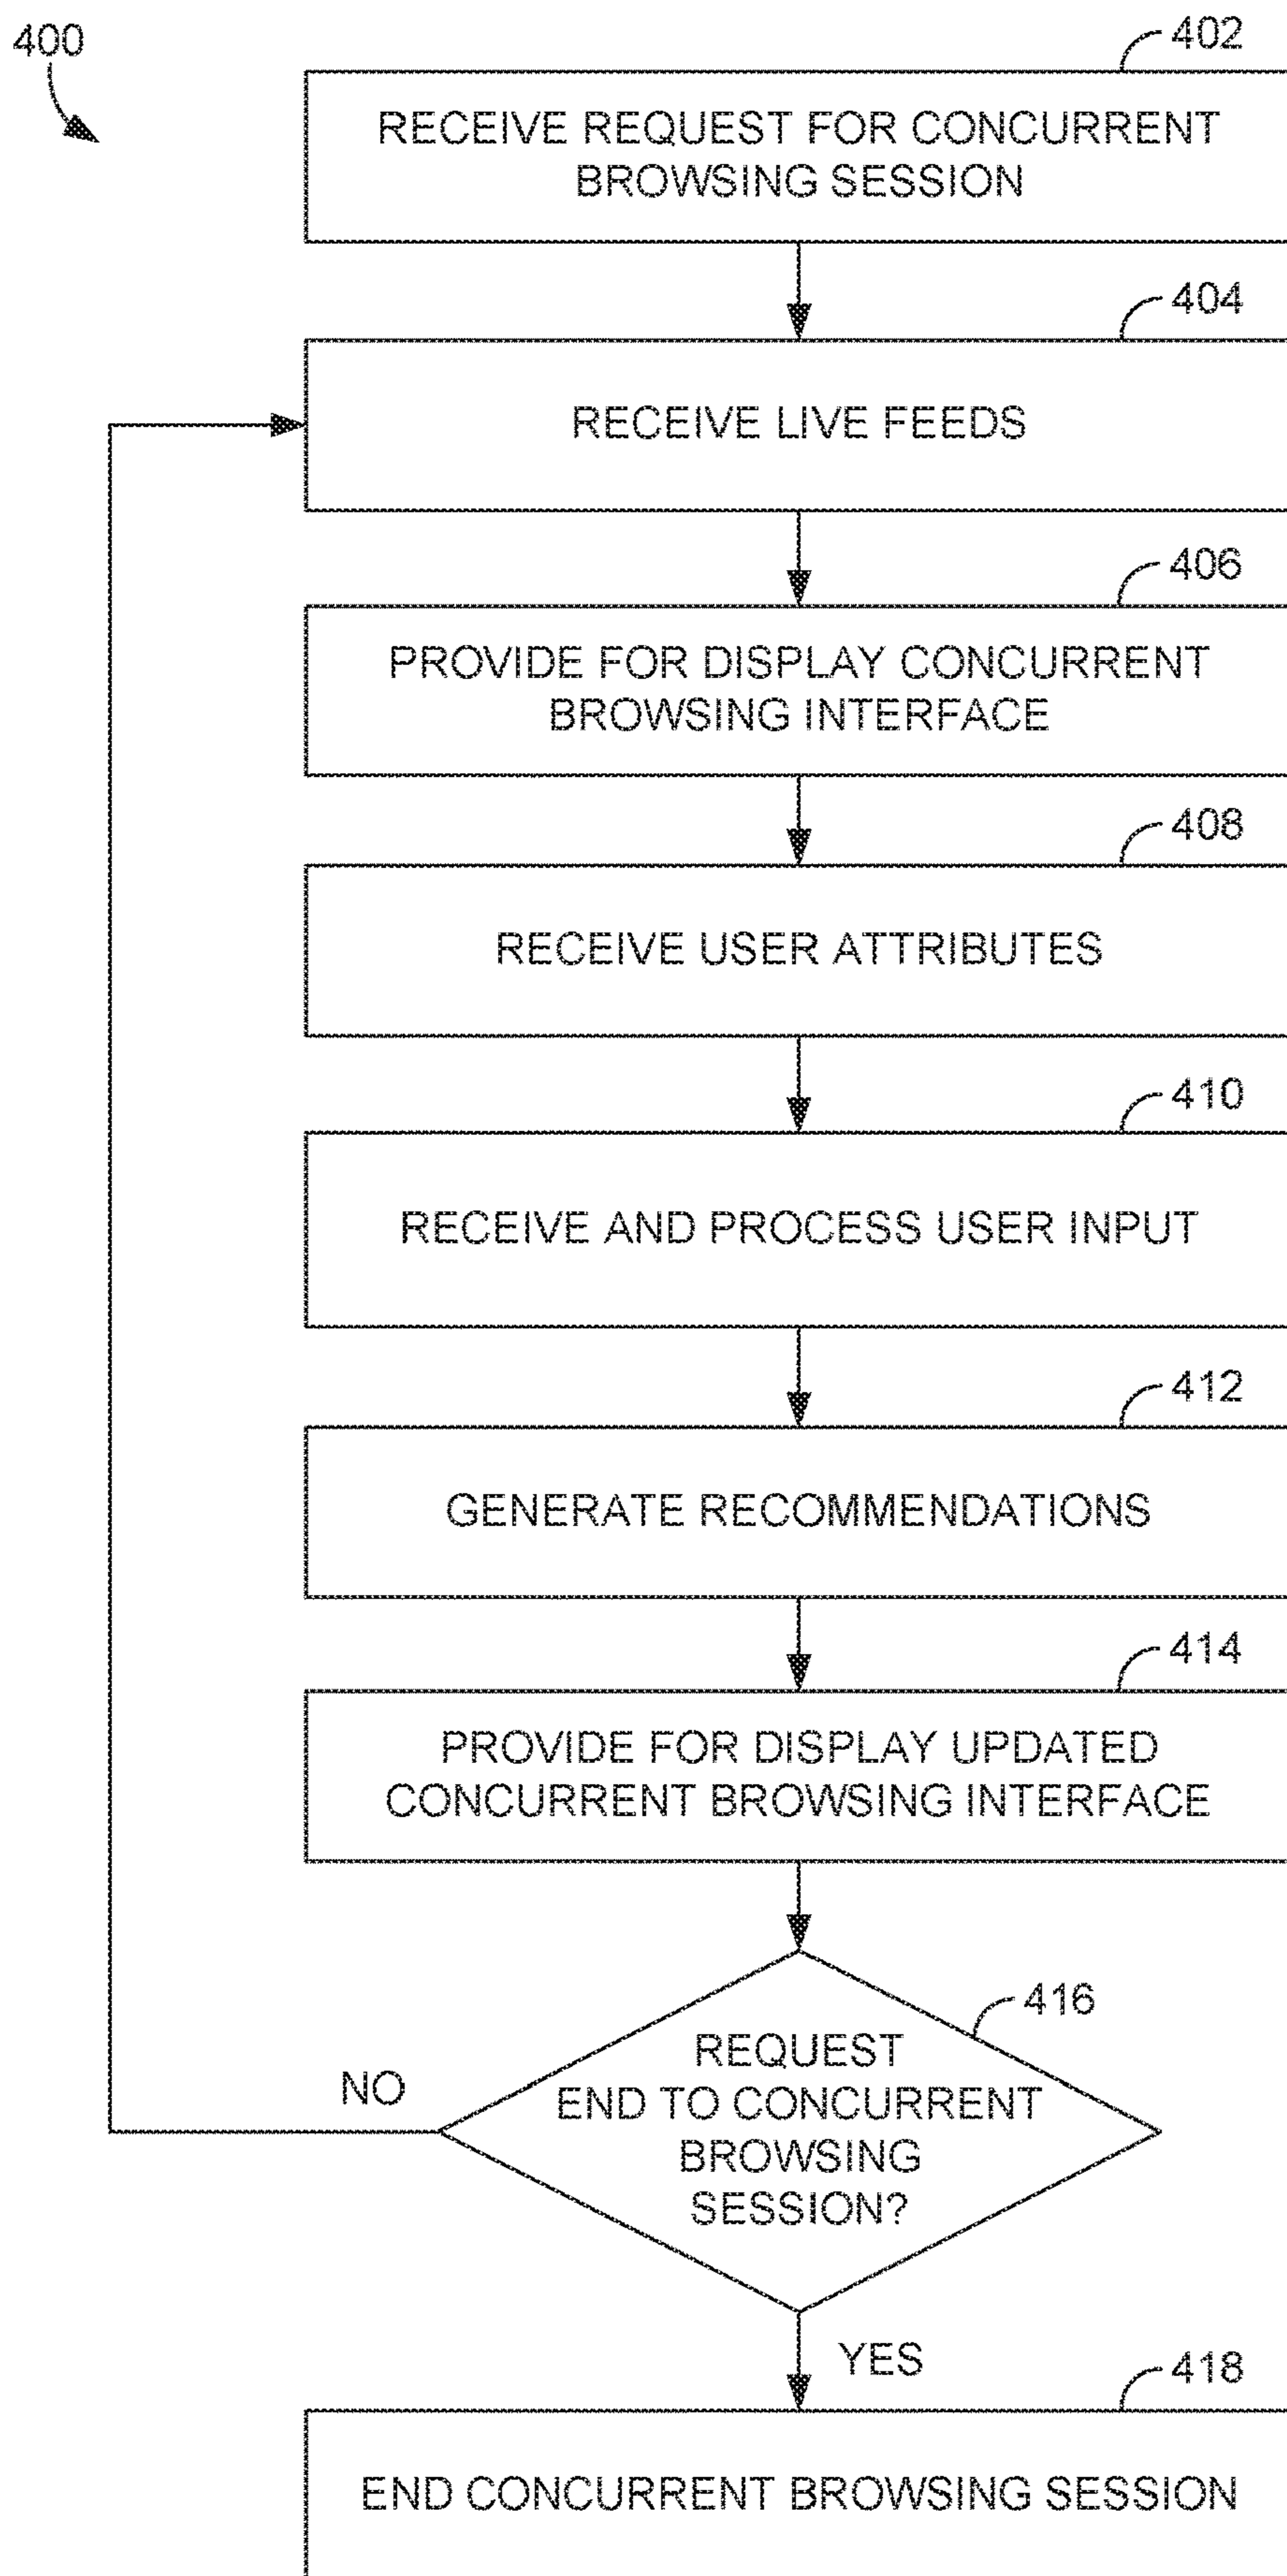 400
402
RECEIVE REQUEST FOR CONCURRENT
BROWSING SESSION
404
RECEIVE LIVE FEEDS
406
PROVIDE FOR DISPLAY CONCURRENT
BROWSING INTERFACE
408
RECEIVE USER ATTRIBUTES
410
RECEIVE AND PROCESS USER INPUT
412
GENERATE RECOMMENDATIONS
414
PROVIDE FOR DISPLAY UPDATED
CONCURRENT BROWSING INTERFACE
416
REQUEST
END TO CONCURRENT
BROWSING
SESSION?
NO
YES
418
END CONCURRENT BROWSING SESSION